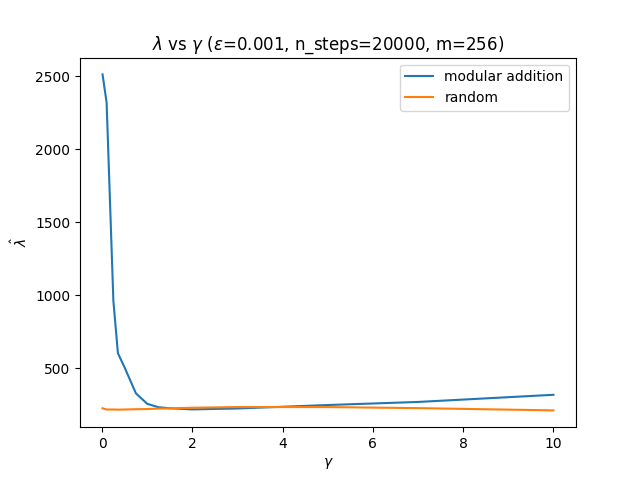 λ vs γ (ε=0.001, n_steps=20000, m=256)
modular addition
random
2500
2000
1500
1000
500
λ̂
0
2
4
6
8
10
γ